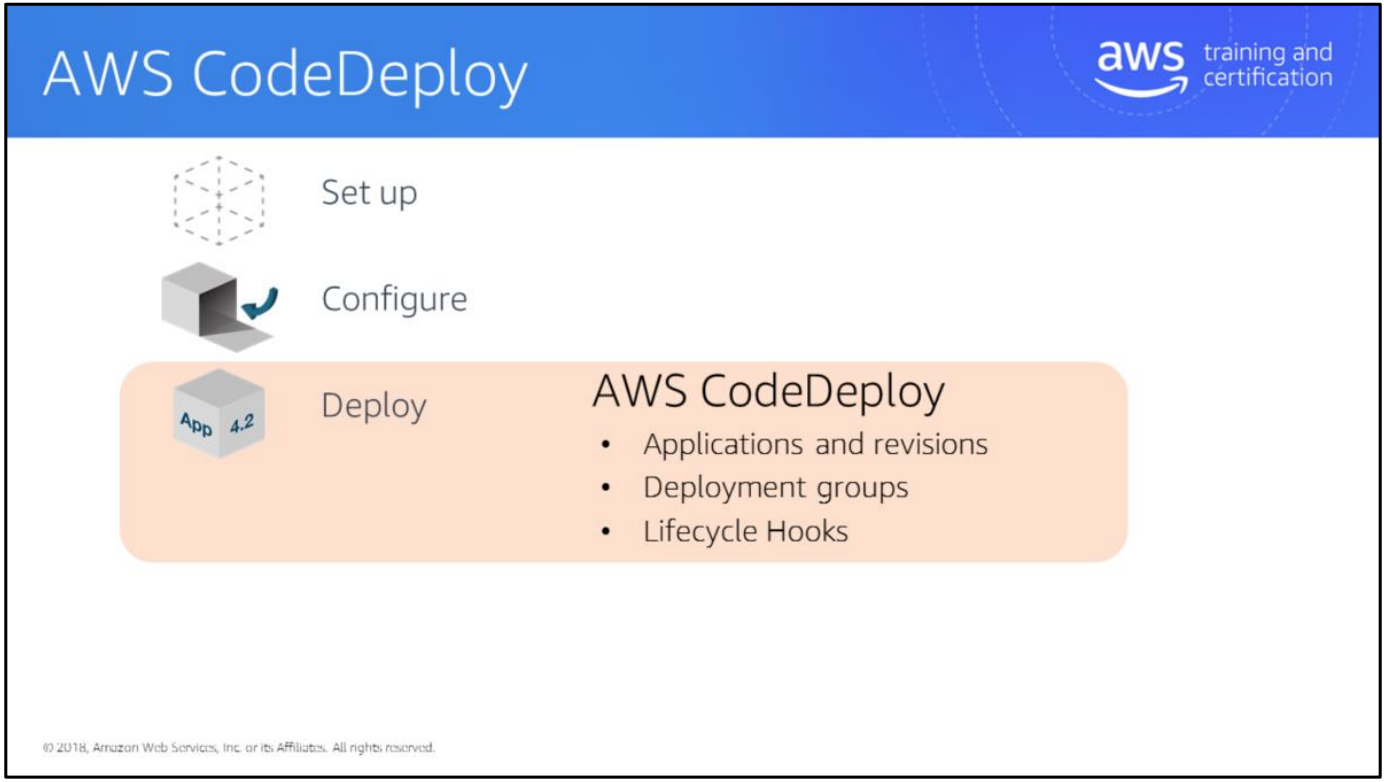 AWS CodeDeploy
aws training and
certification
Set up
Configure
App 4.2
Deploy
AWS CodeDeploy
• Applications and revisions
• Deployment groups
• Lifecycle Hooks
© 2018, Amazon Web Services, Inc. or its Affiliates. All rights reserved.